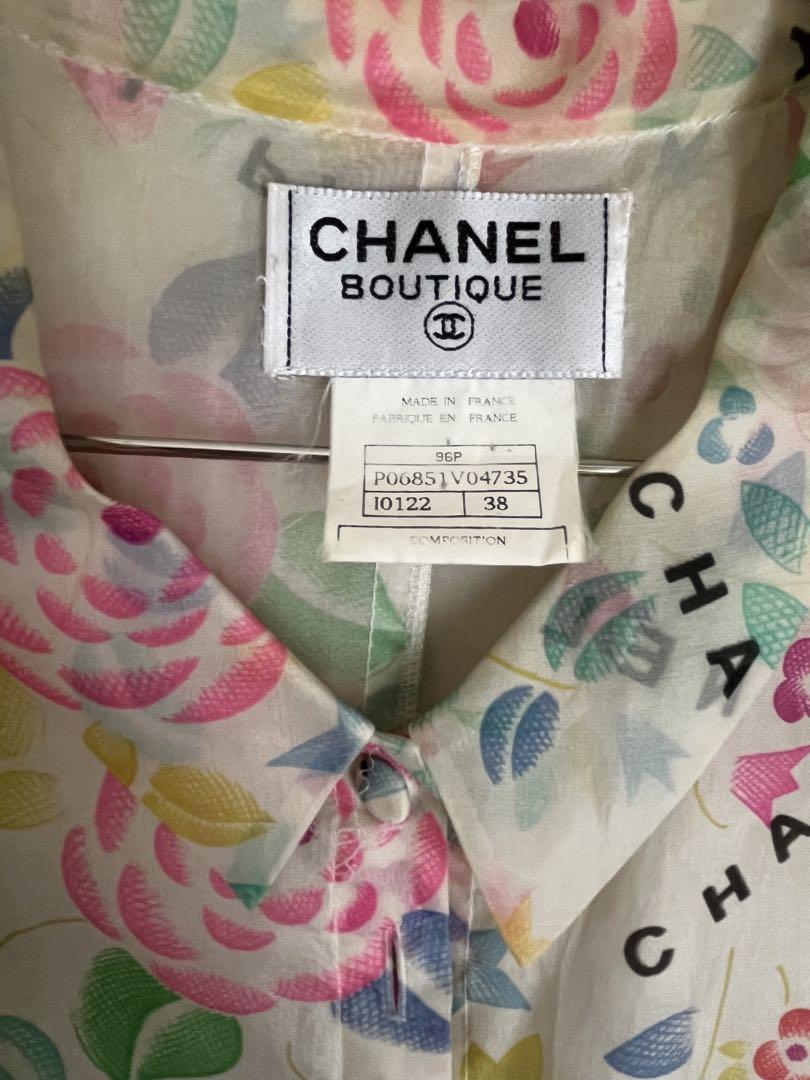 CHANEL
BOUTIQUE
MADE IN FRANCE
FABRIQUE EN FRANCE
96P
P06851V04735
I0122 38
COMPOSITION
CHA
CHA